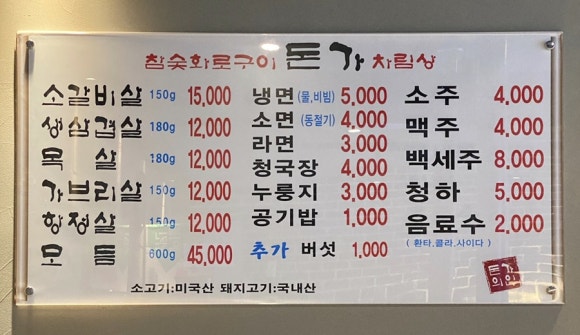 참숯화로구이 돈가 차림상
소갈비살 150g 15,000
생삼겹살 180g 12,000
목살 180g 12,000
가브리살 150g 12,000
항정살 150g 12,000
모듬 600g 45,000
냉면(물,비빔) 5,000
소면(동절기) 4,000
라면 3,000
청국장 4,000
누룽지 3,000
공기밥 1,000
추가 버섯 1,000
소주 4,000
맥주 4,000
백세주 8,000
청하 5,000
음료수 2,000
(환타.콜라.사이다)
소고기:미국산 돼지고기:국내산
돈가
의인